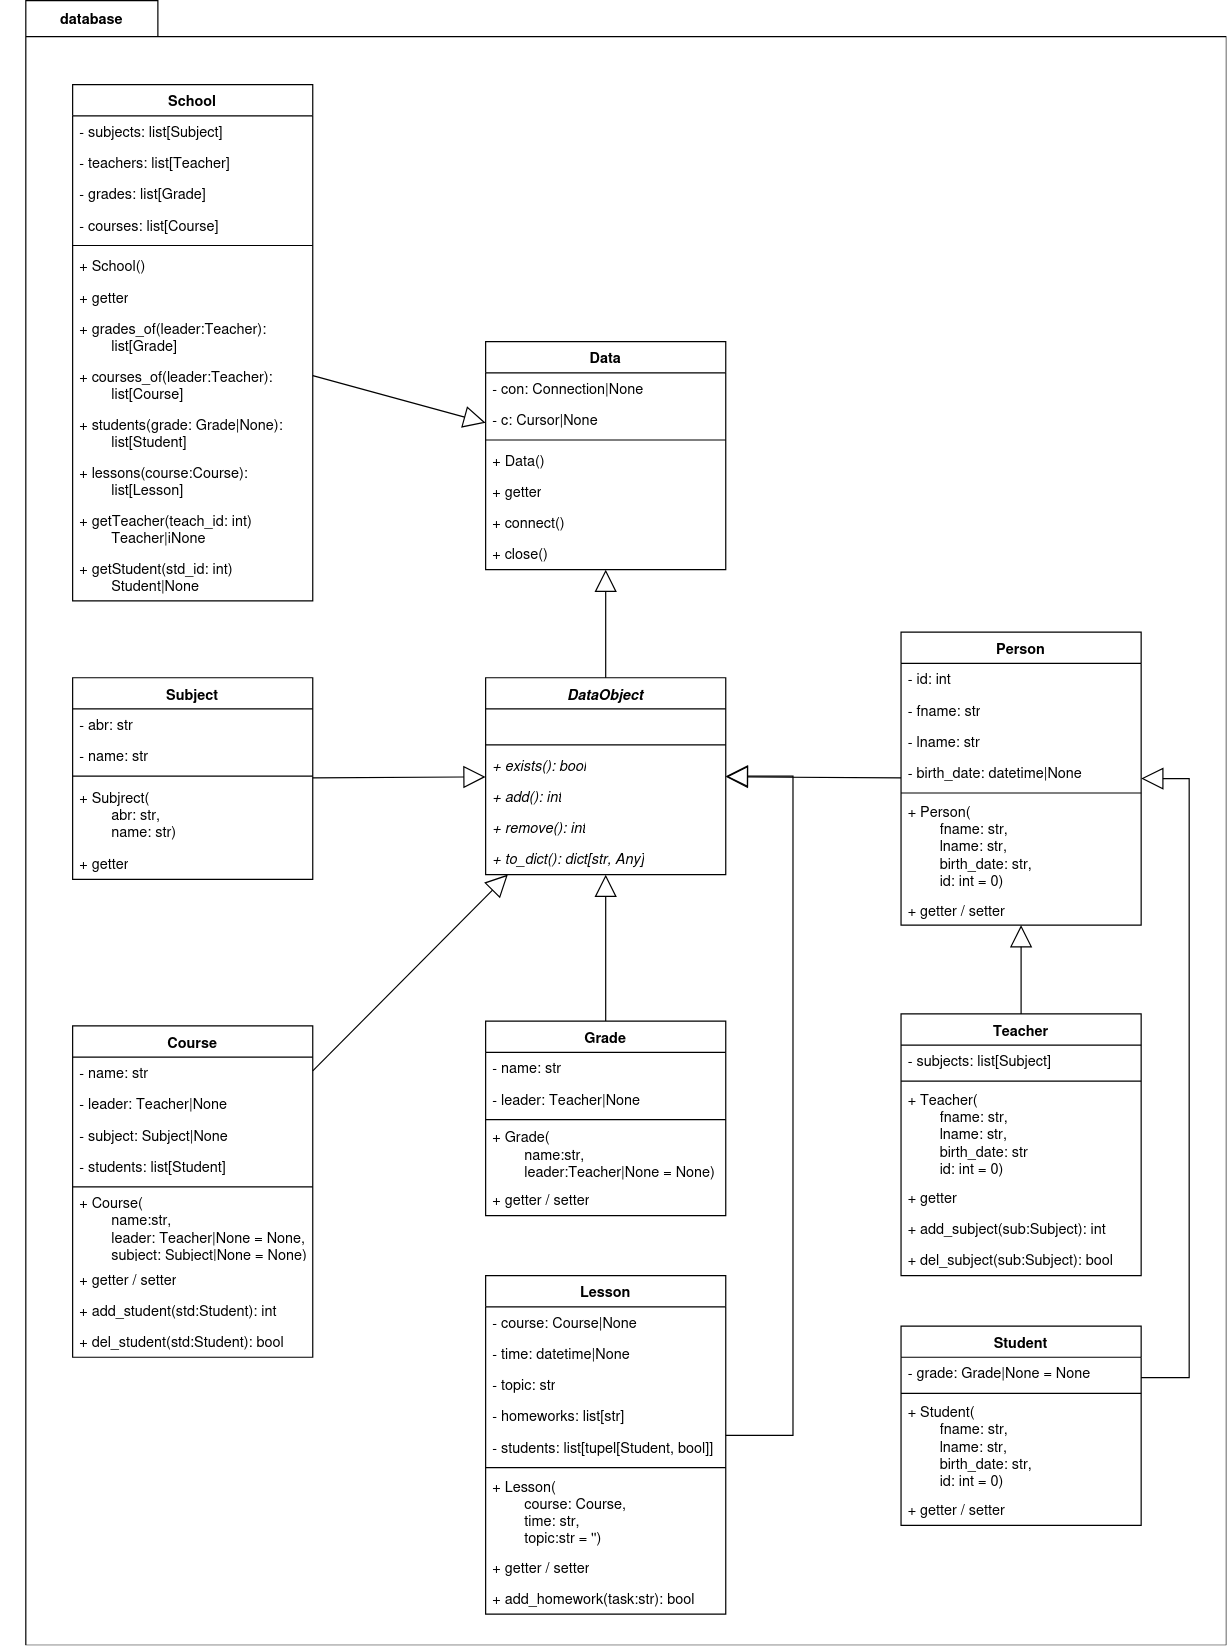 database
School
- subjects: list[Subject]
- teachers: list[Teacher]
- grades: list[Grade]
- courses: list[Course]
+ School()
+ getter
+ grades_of(leader:Teacher):
list[Grade]
+ courses_of(leader:Teacher):
list[Course]
+ students(grade: Grade|None):
list[Student]
+ lessons(course:Course):
list[Lesson]
+ getTeacher(teach_id: int)
Teacher|iNone
+ getStudent(std_id: int)
Student|None
Data
- con: Connection|None
- c: Cursor|None
+ Data()
+ getter
+ connect()
+ close()
Subject
- abr: str
- name: str
+ Subjrect(
abr: str,
name: str)
+ getter
DataObject
+ exists(): bool
+ add(): int
+ remove(): int
+ to_dict(): dict[str, Any]
Person
- id: int
- fname: str
- lname: str
- birth_date: datetime|None
+ Person(
fname: str,
lname: str,
birth_date: str,
id: int = 0)
+ getter / setter
Course
- name: str
- leader: Teacher|None
- subject: Subject|None
- students: list[Student]
+ Course(
name:str,
leader: Teacher|None = None,
subject: Subject|None = None)
+ getter / setter
+ add_student(std:Student): int
+ del_student(std:Student): bool
Grade
- name: str
- leader: Teacher|None
+ Grade(
name:str,
leader:Teacher|None = None)
+ getter / setter
Teacher
- subjects: list[Subject]
+ Teacher(
fname: str,
lname: str,
birth_date: str
id: int = 0)
+ getter
+ add_subject(sub:Subject): int
+ del_subject(sub:Subject): bool
Lesson
- course: Course|None
- time: datetime|None
- topic: str
- homeworks: list[str]
- students: list[tupel[Student, bool]]
+ Lesson(
course: Course,
time: str,
topic:str = '')
+ getter / setter
+ add_homework(task:str): bool
Student
- grade: Grade|None = None
+ Student(
fname: str,
lname: str,
birth_date: str,
id: int = 0)
+ getter / setter